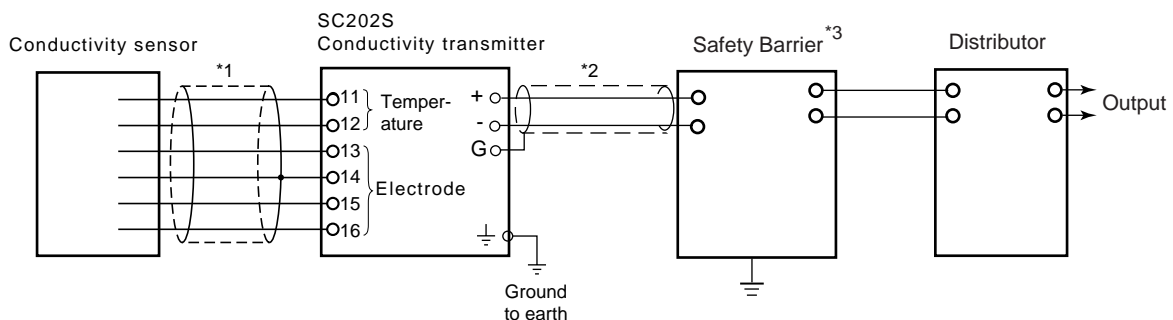 SC202S
Conductivity sensor
Conductivity transmitter
Safety Barrier*3
Distributor
*1
*2
11
12
13
14
15
16
Temper-
ature
Electrode
+
-
G
Output
Ground
to earth